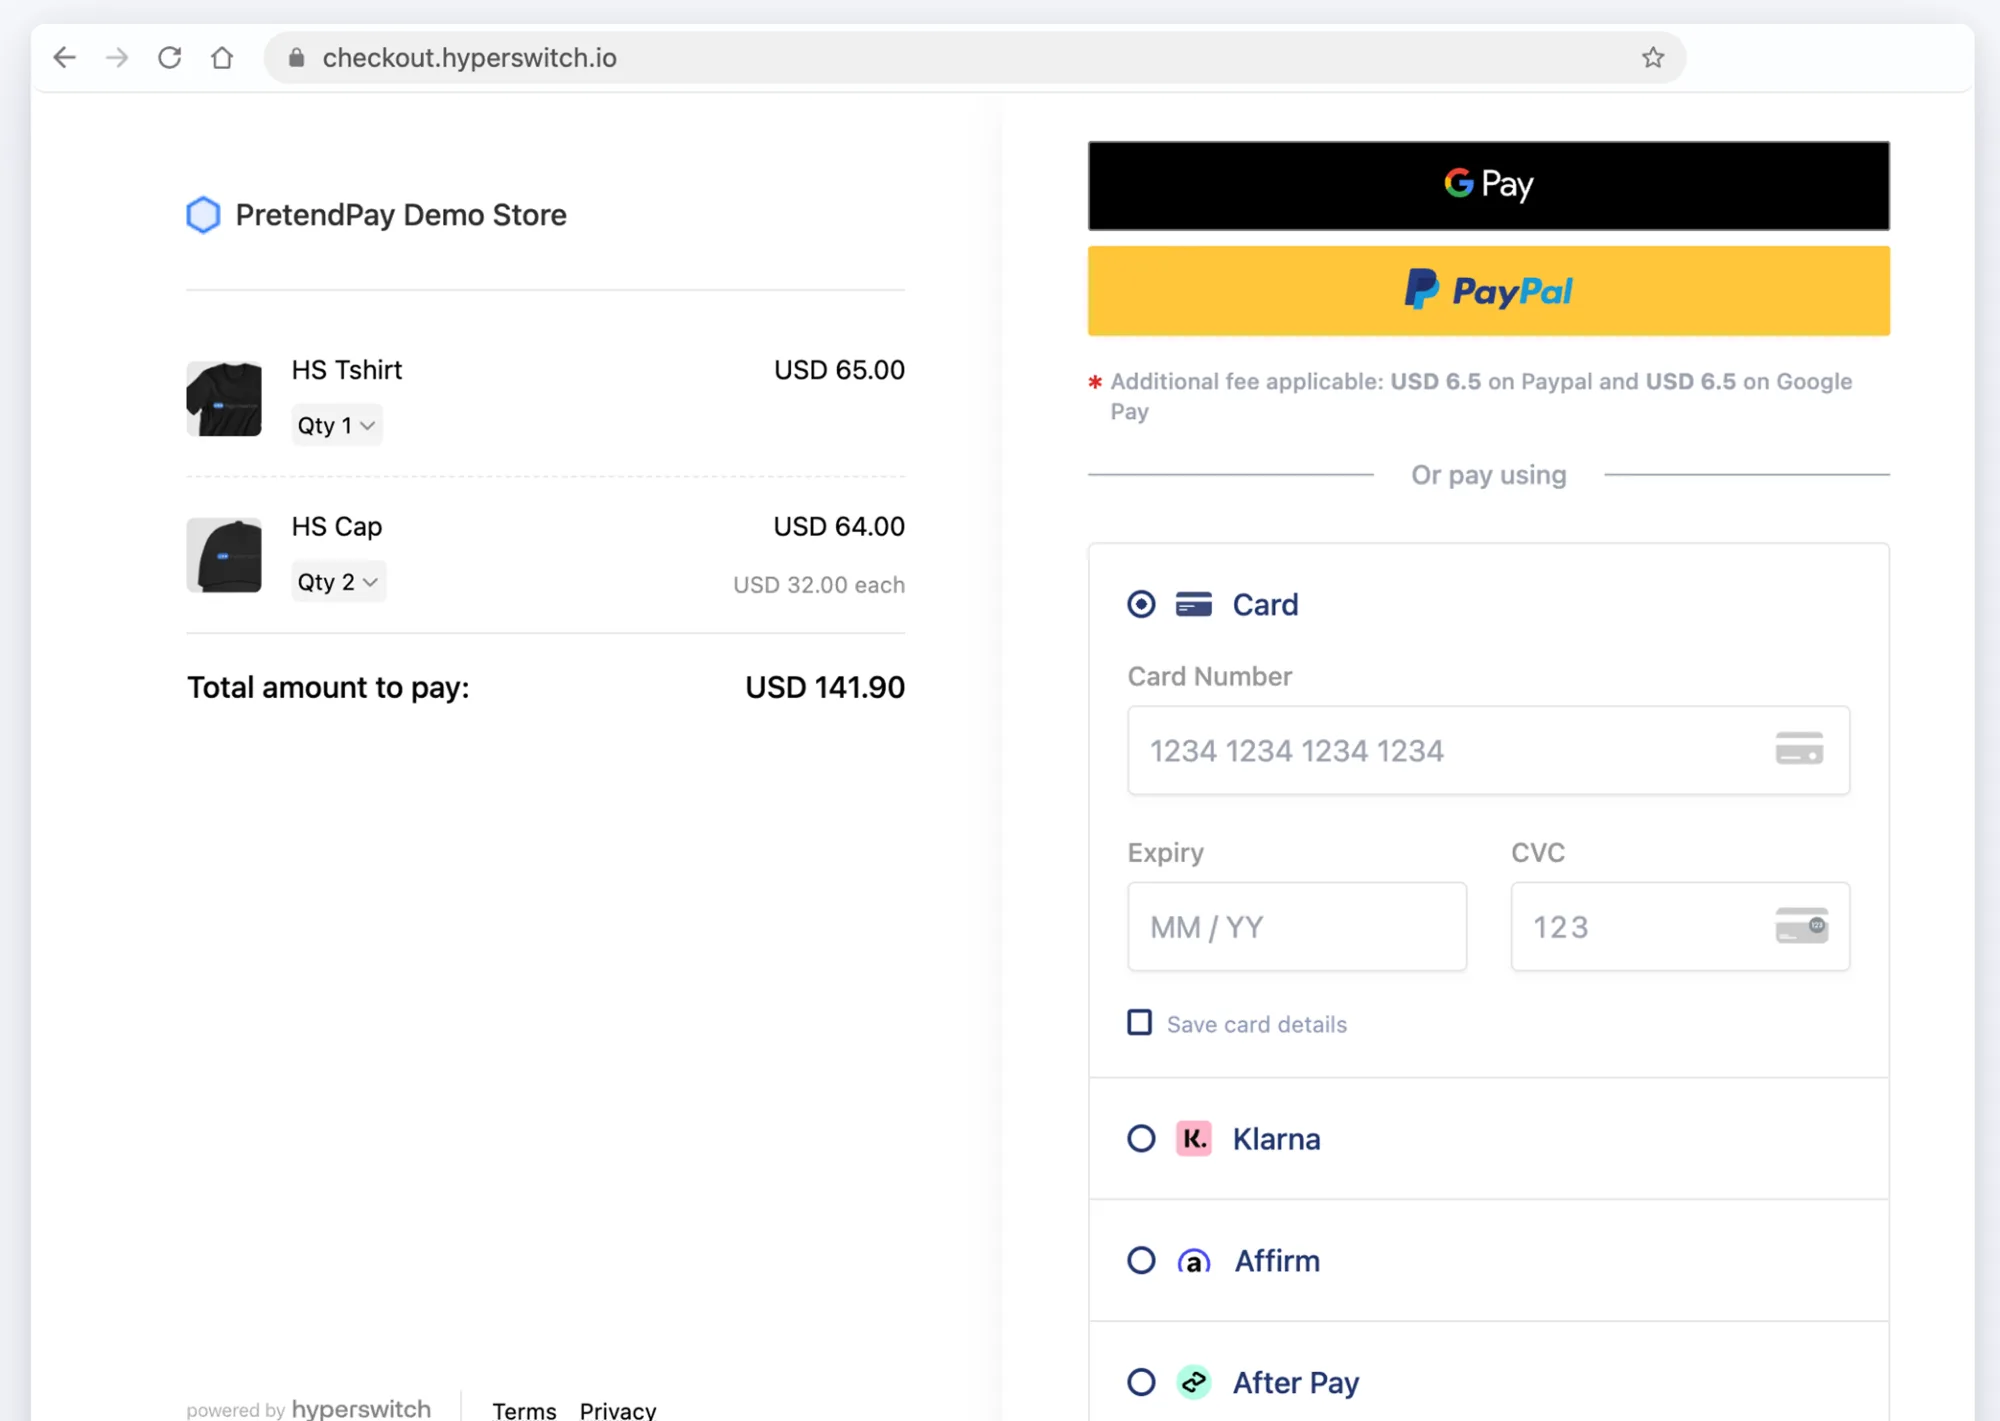 checkout.hyperswitch.io
PretendPay Demo Store
HS Tshirt
USD 65.00
Qty 1
HS Cap
USD 64.00
Qty 2
USD 32.00 each
Total amount to pay:
USD 141.90
powered by hyperswitch
Terms
Privacy
G Pay
PayPal
* Additional fee applicable: USD 6.5 on Paypal and USD 6.5 on Google
Pay
Or pay using
Card
Card Number
1234 1234 1234 1234
Expiry
CVC
MM / YY
123
123
Save card details
K. Klarna
a Affirm
After Pay